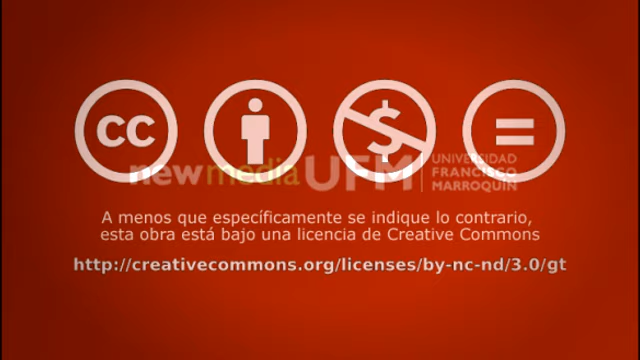 cc
$
=
newmedia UFM UNIVERSIDAD
FRANCISCO
MARROQUÍN
A menos que específicamente se indique lo contrario,
esta obra está bajo una licencia de Creative Commons
http://creativecommons.org/licenses/by-nc-nd/3.0/gt